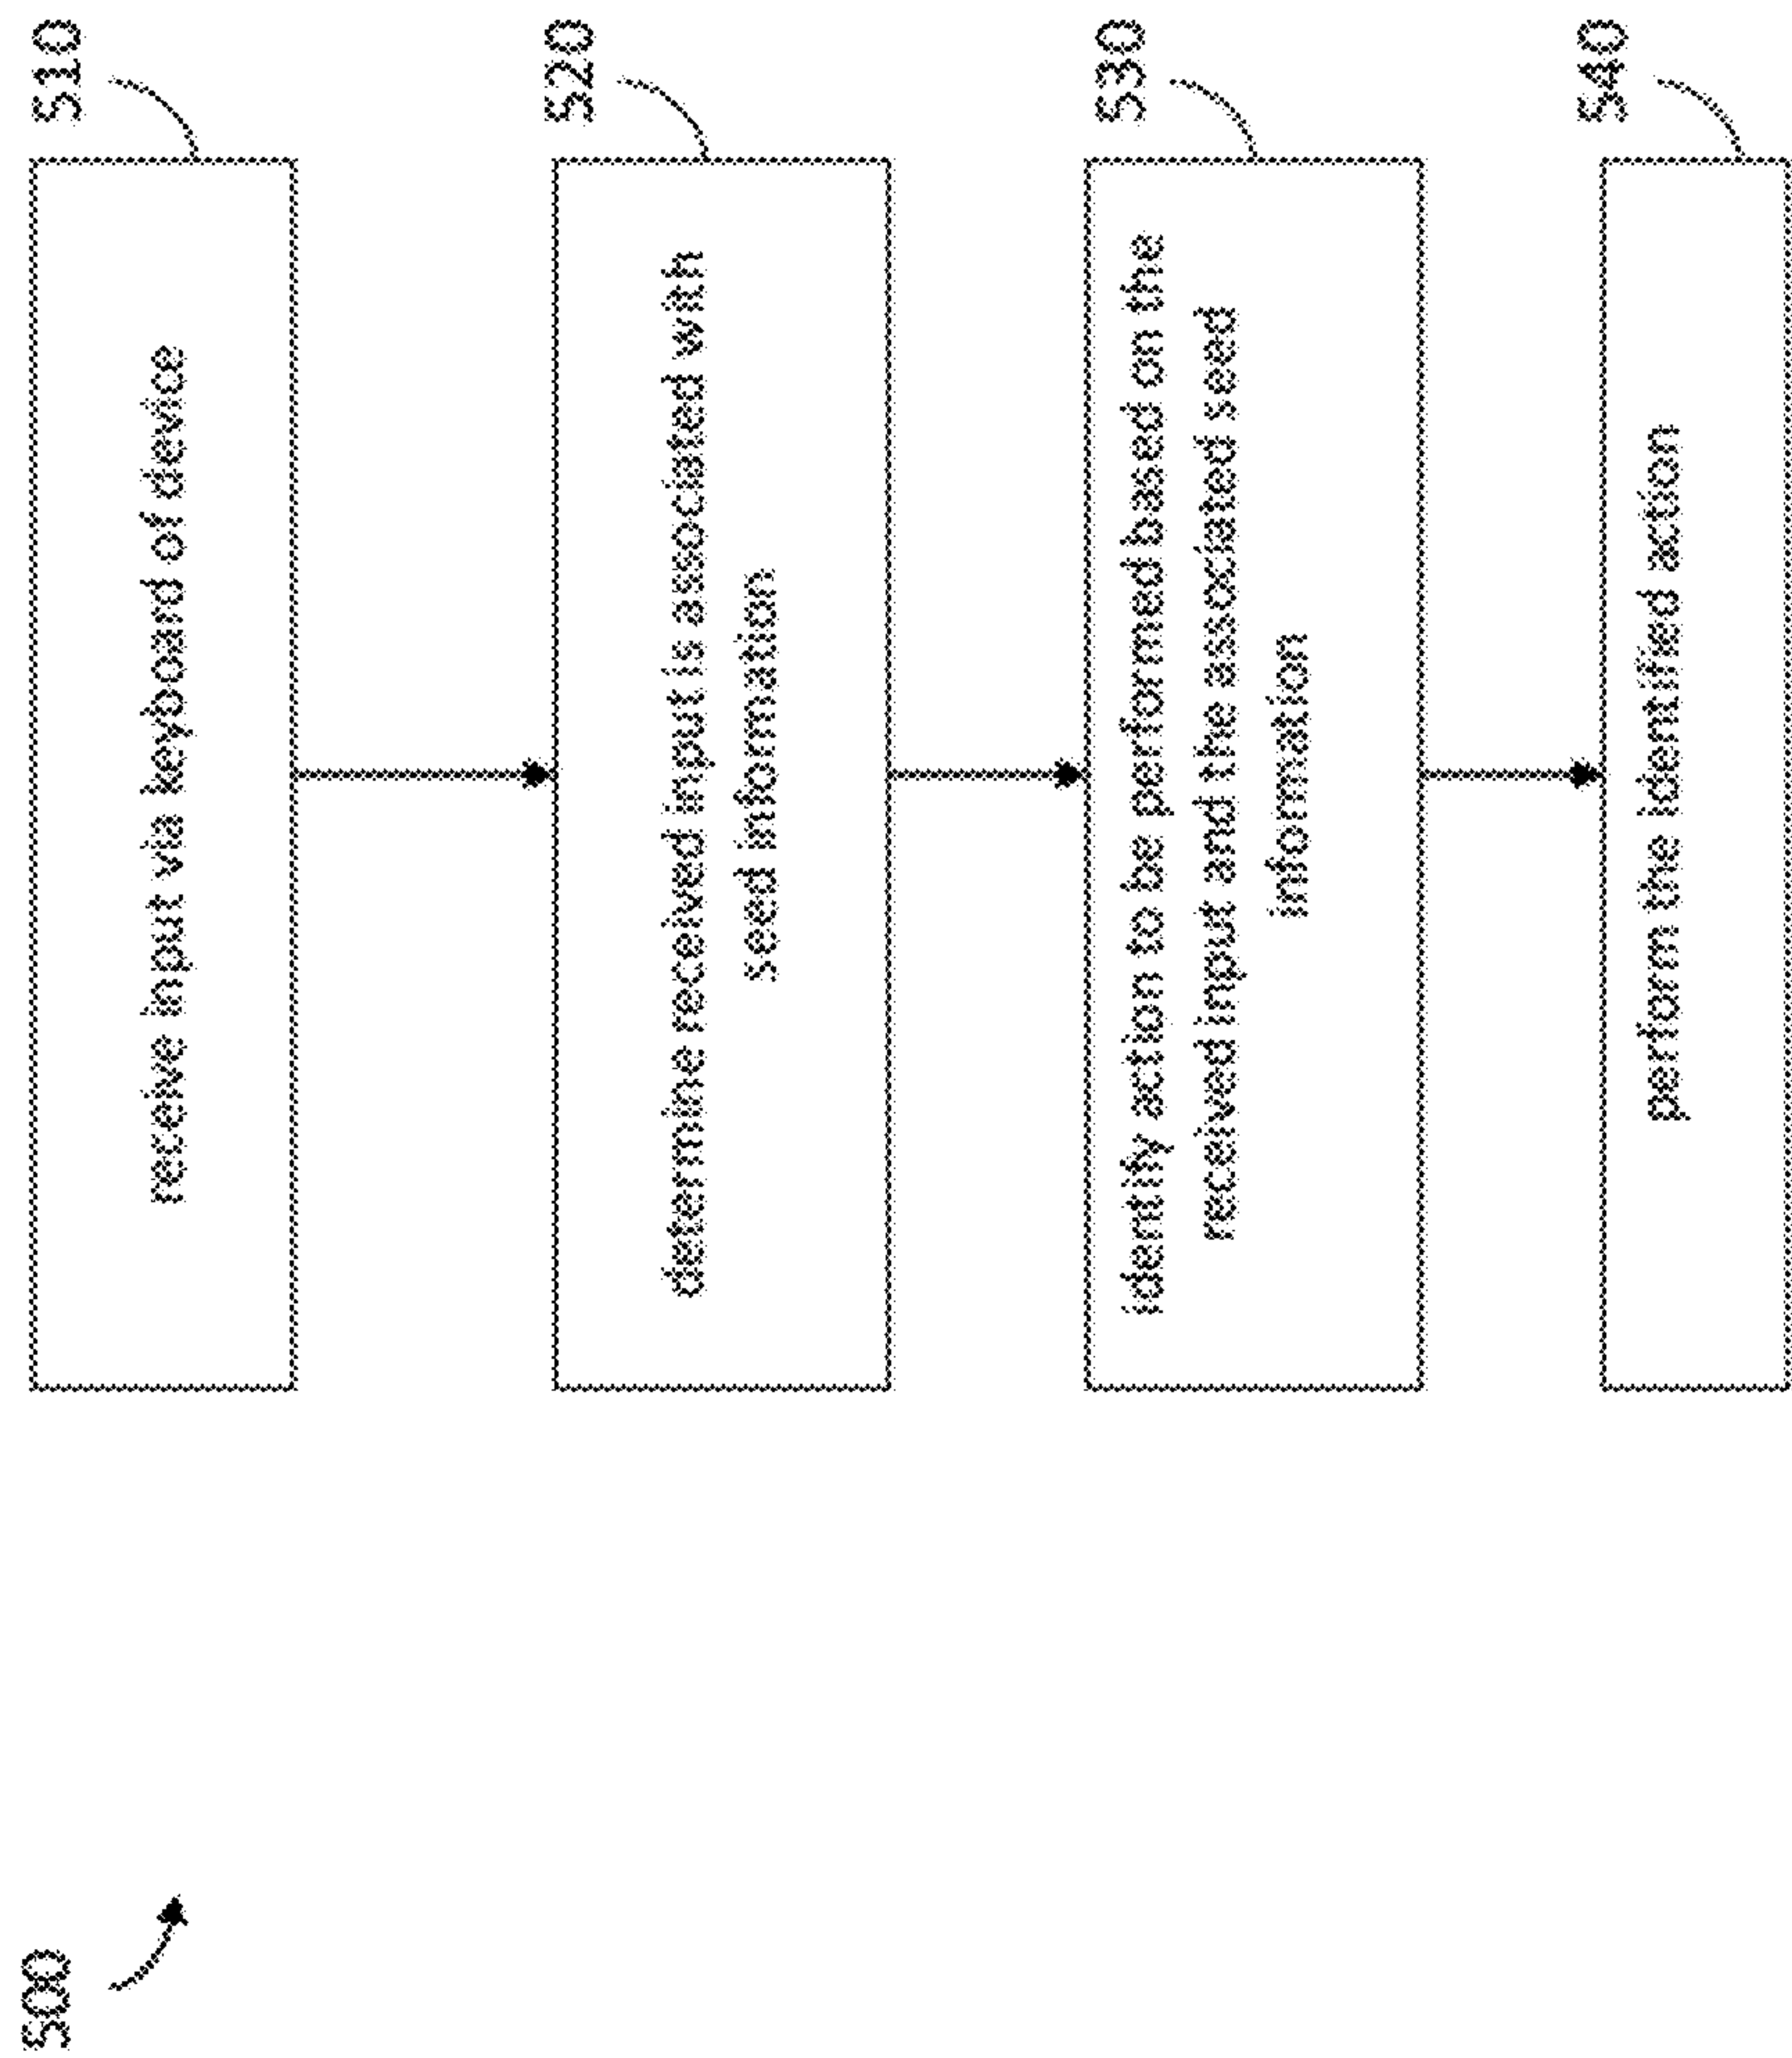 500
510
receive input via keyboard of device
520
determine received input is associated with
seed information
530
identify action to be performed based on the
received input and the associated seed
information
540
perform the identified action